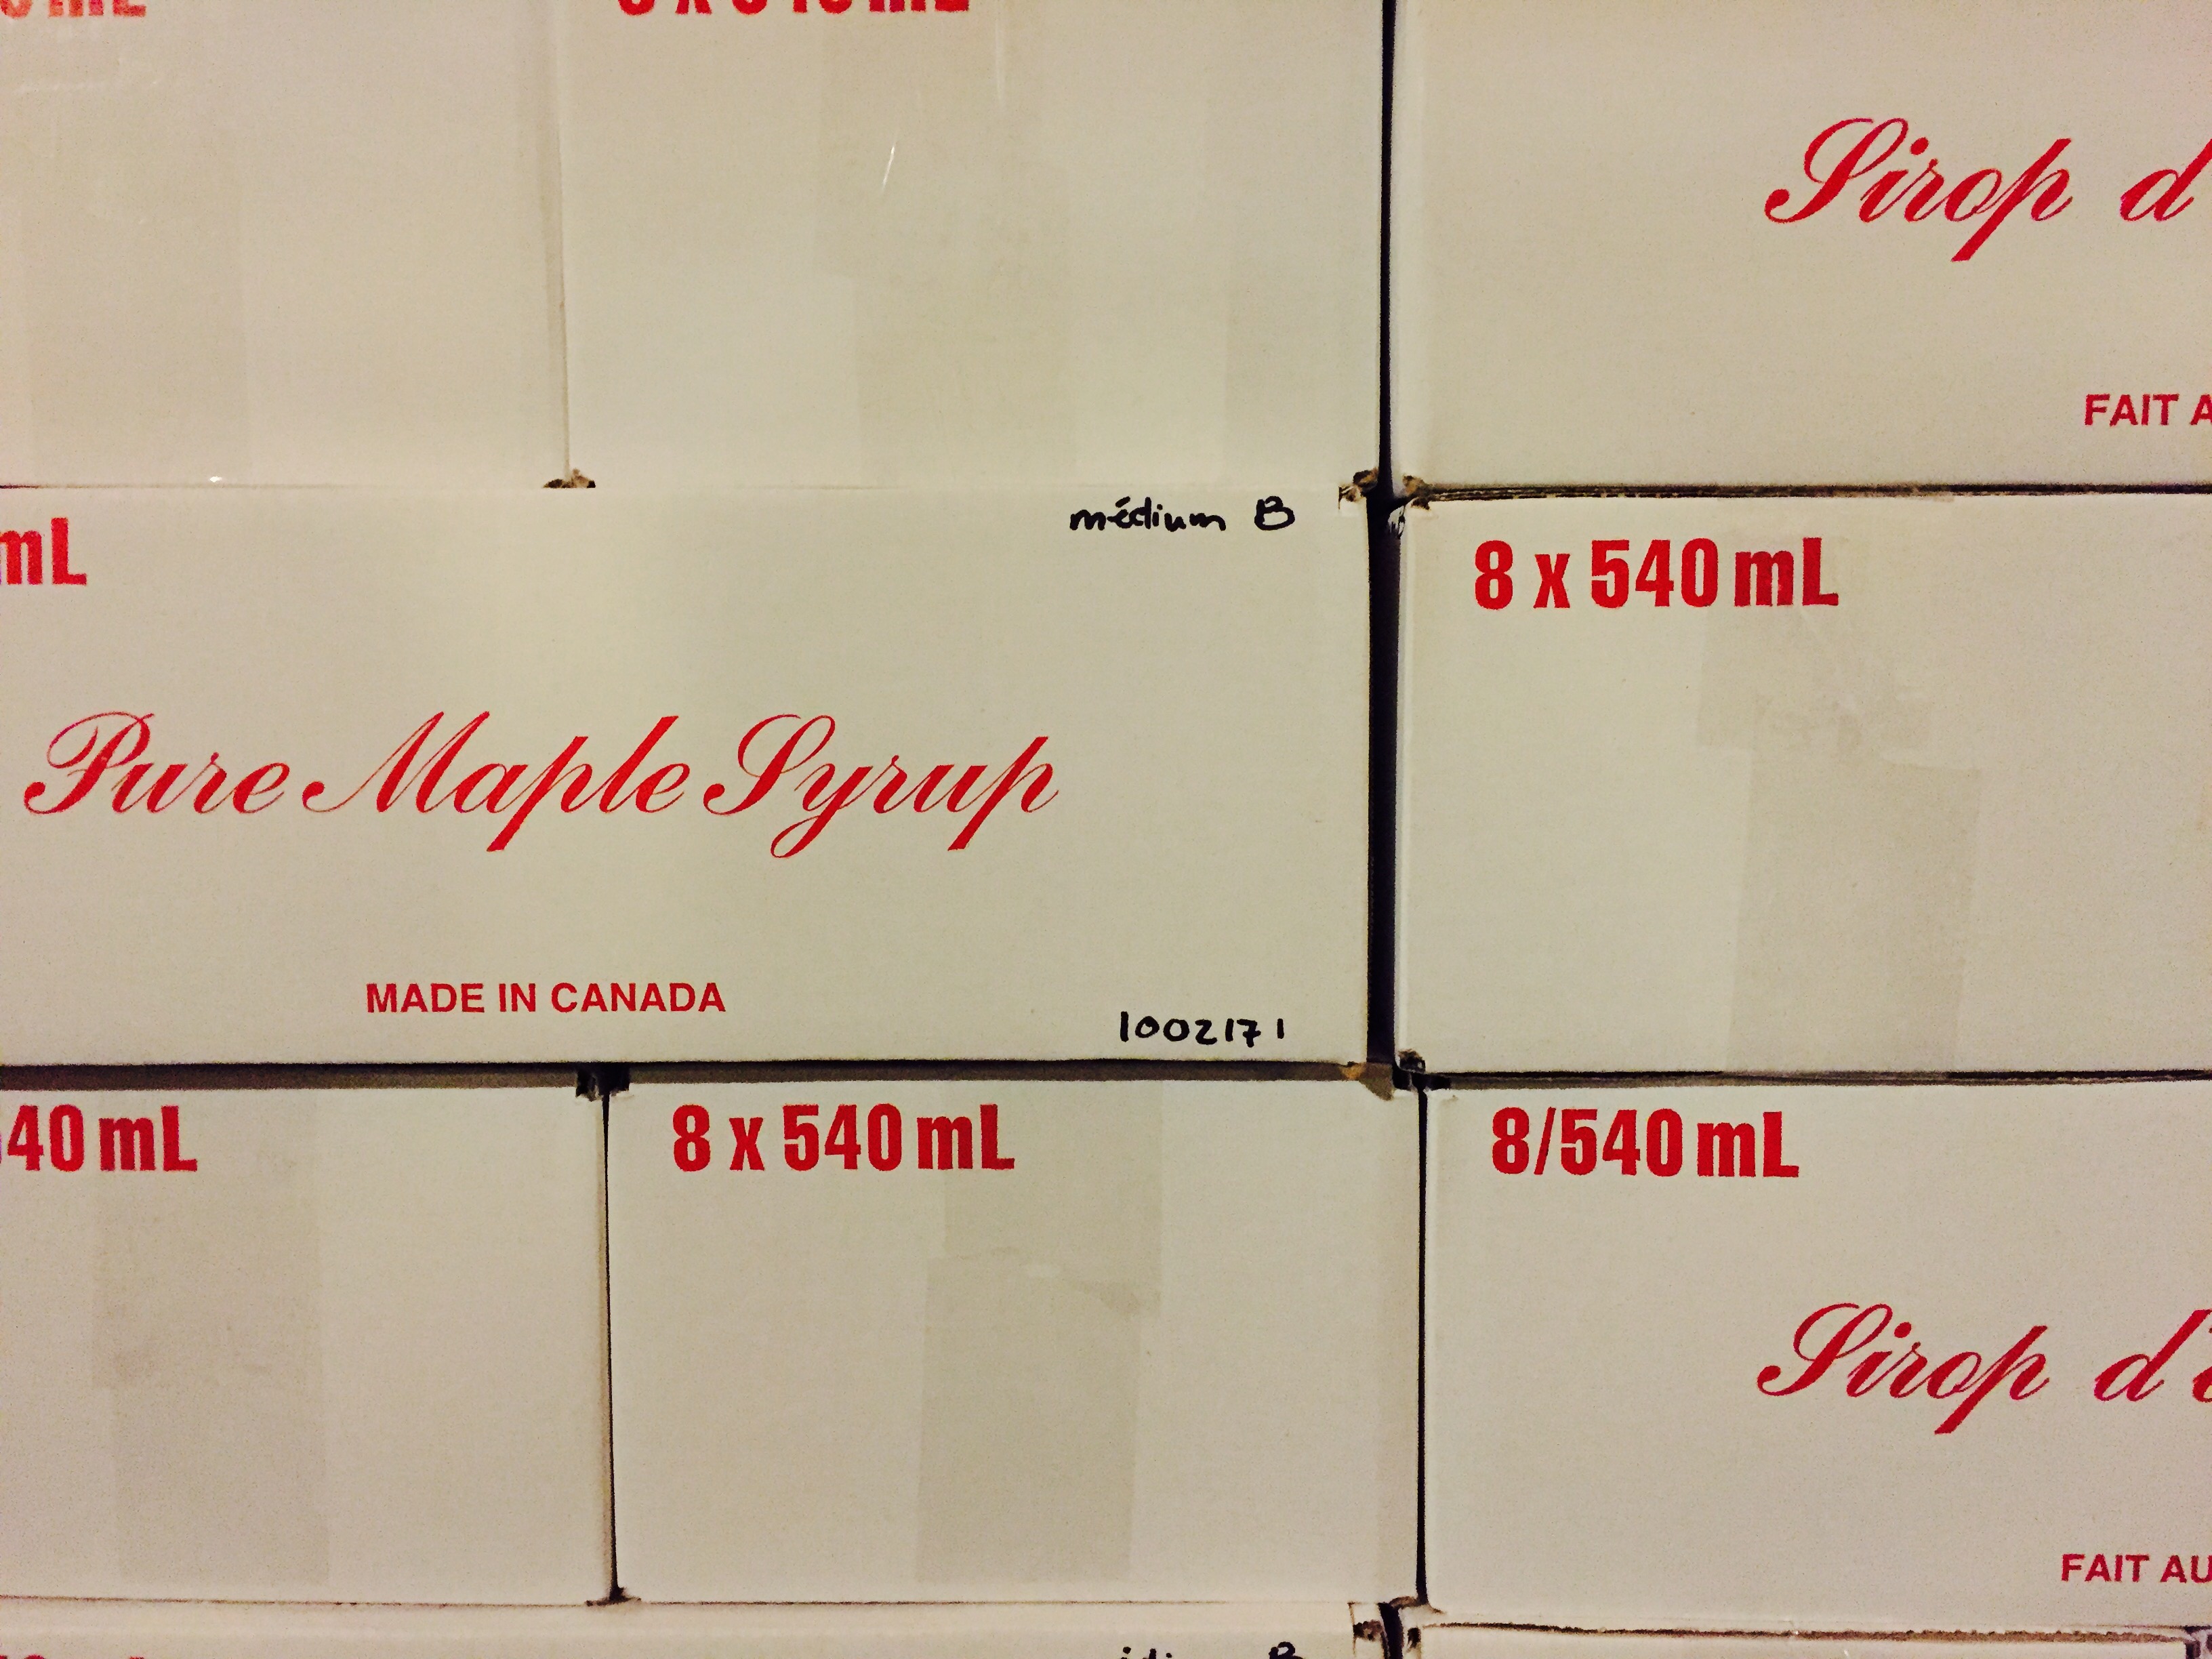 Sirop d'
FAIT A
médium B
mL
8 x 540 mL
Pure Maple Syrup
MADE IN CANADA
1002171
40 mL
8 x 540 mL
8/540 mL
Sirop d'
FAIT AU